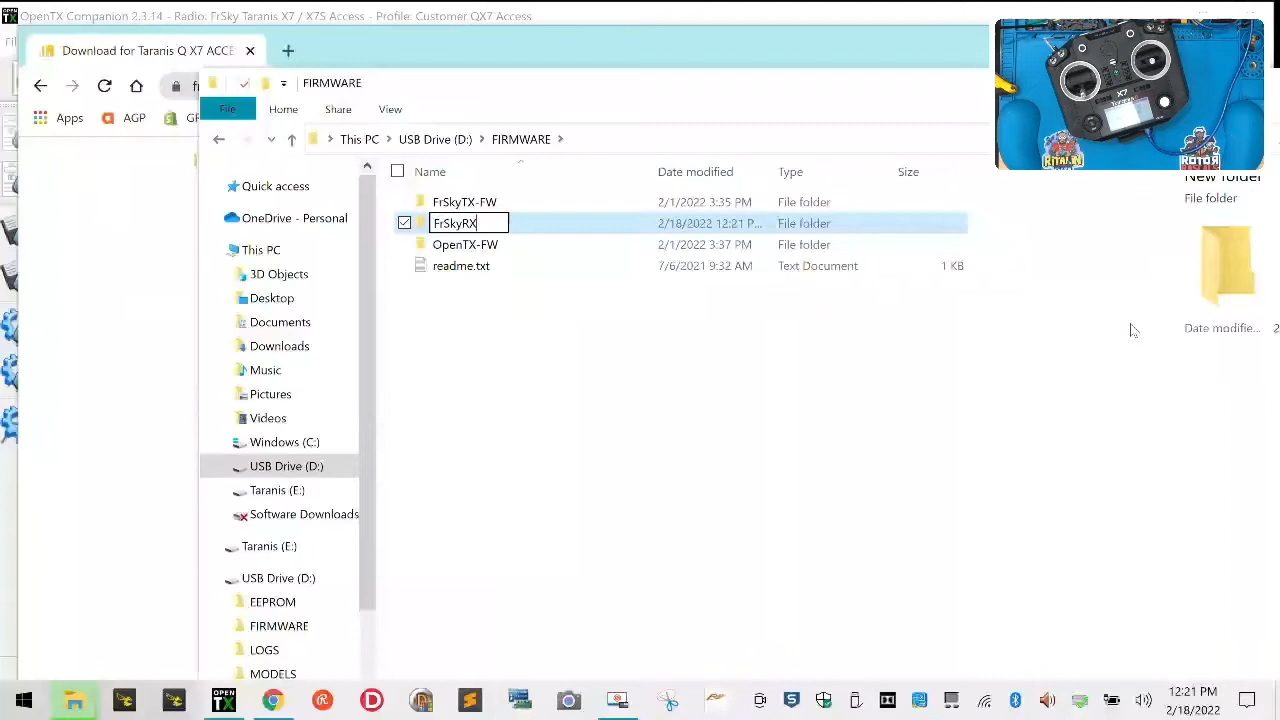 OpenTX Companion 2.3.14 - Radio: FrSky Taranis X7 / X7S Access - Profile: Customer QX7 Access
Download for Taranis Q X7 ACCE
FIRMWARE
File Home Share View
Apps AGP
This PC USB Drive (D:) FIRMWARE
Name Date modified Type Size
FrSkyTX-FW 2/1/2022 3:35 PM File folder
FrSkyRX 2/18/2022 12:21 P... File folder
OpenTX-FW 2/1/2022 3:37 PM File folder
readme.txt 7/6/2021 9:32 AM Text Document 1 KB
Quick access
OneDrive - Personal
This PC
3D Objects
Desktop
Documents
Downloads
Music
Pictures
Videos
Windows (C:)
USB Drive (D:)
Taranis (E:)
Software Downloads
Taranis (E:)
USB Drive (D:)
EEPROM
FIRMWARE
LOGS
MODELS
X7
Taranis
RITALIN
ROTOR
New folder
File folder
Date modifie...
OPEN
TX
12:21 PM
2/18/2022